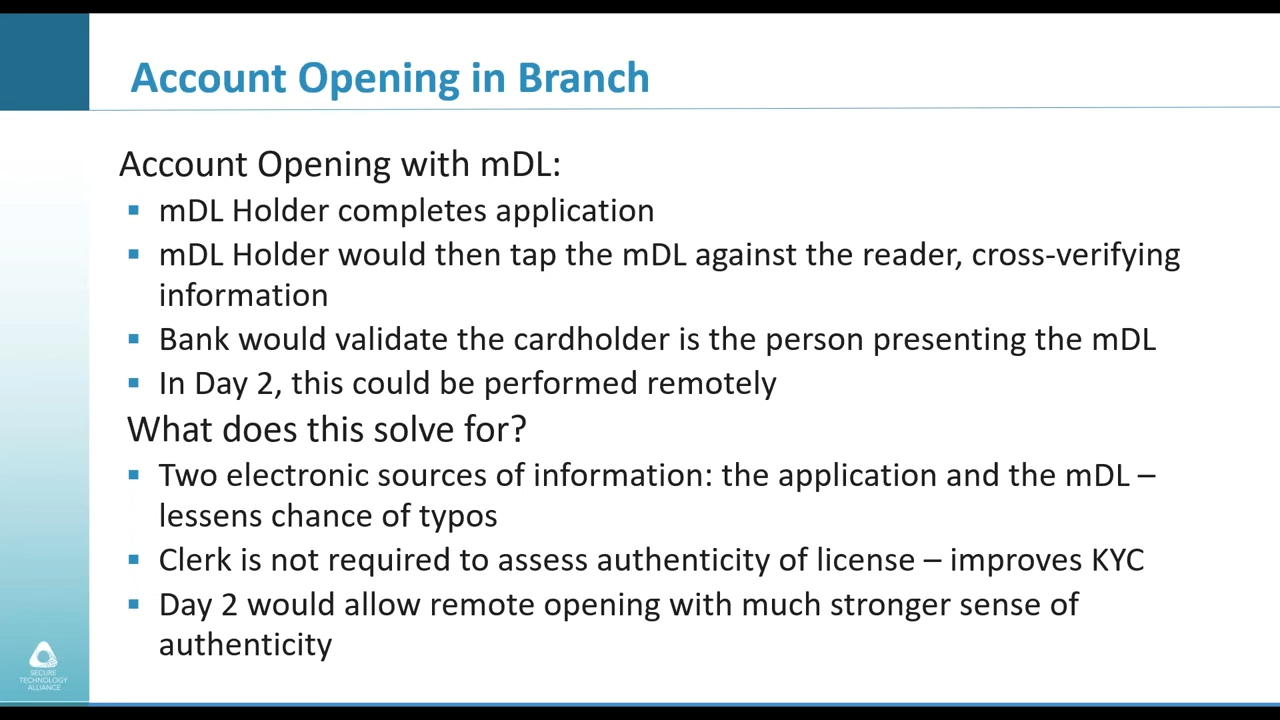 Account Opening in Branch
Account Opening with mDL:
▪ mDL Holder completes application
▪ mDL Holder would then tap the mDL against the reader, cross-verifying
information
▪ Bank would validate the cardholder is the person presenting the mDL
▪ In Day 2, this could be performed remotely
What does this solve for?
▪ Two electronic sources of information: the application and the mDL –
lessens chance of typos
▪ Clerk is not required to assess authenticity of license – improves KYC
▪ Day 2 would allow remote opening with much stronger sense of
authenticity
SECURE
TECHNOLOGY
ALLIANCE